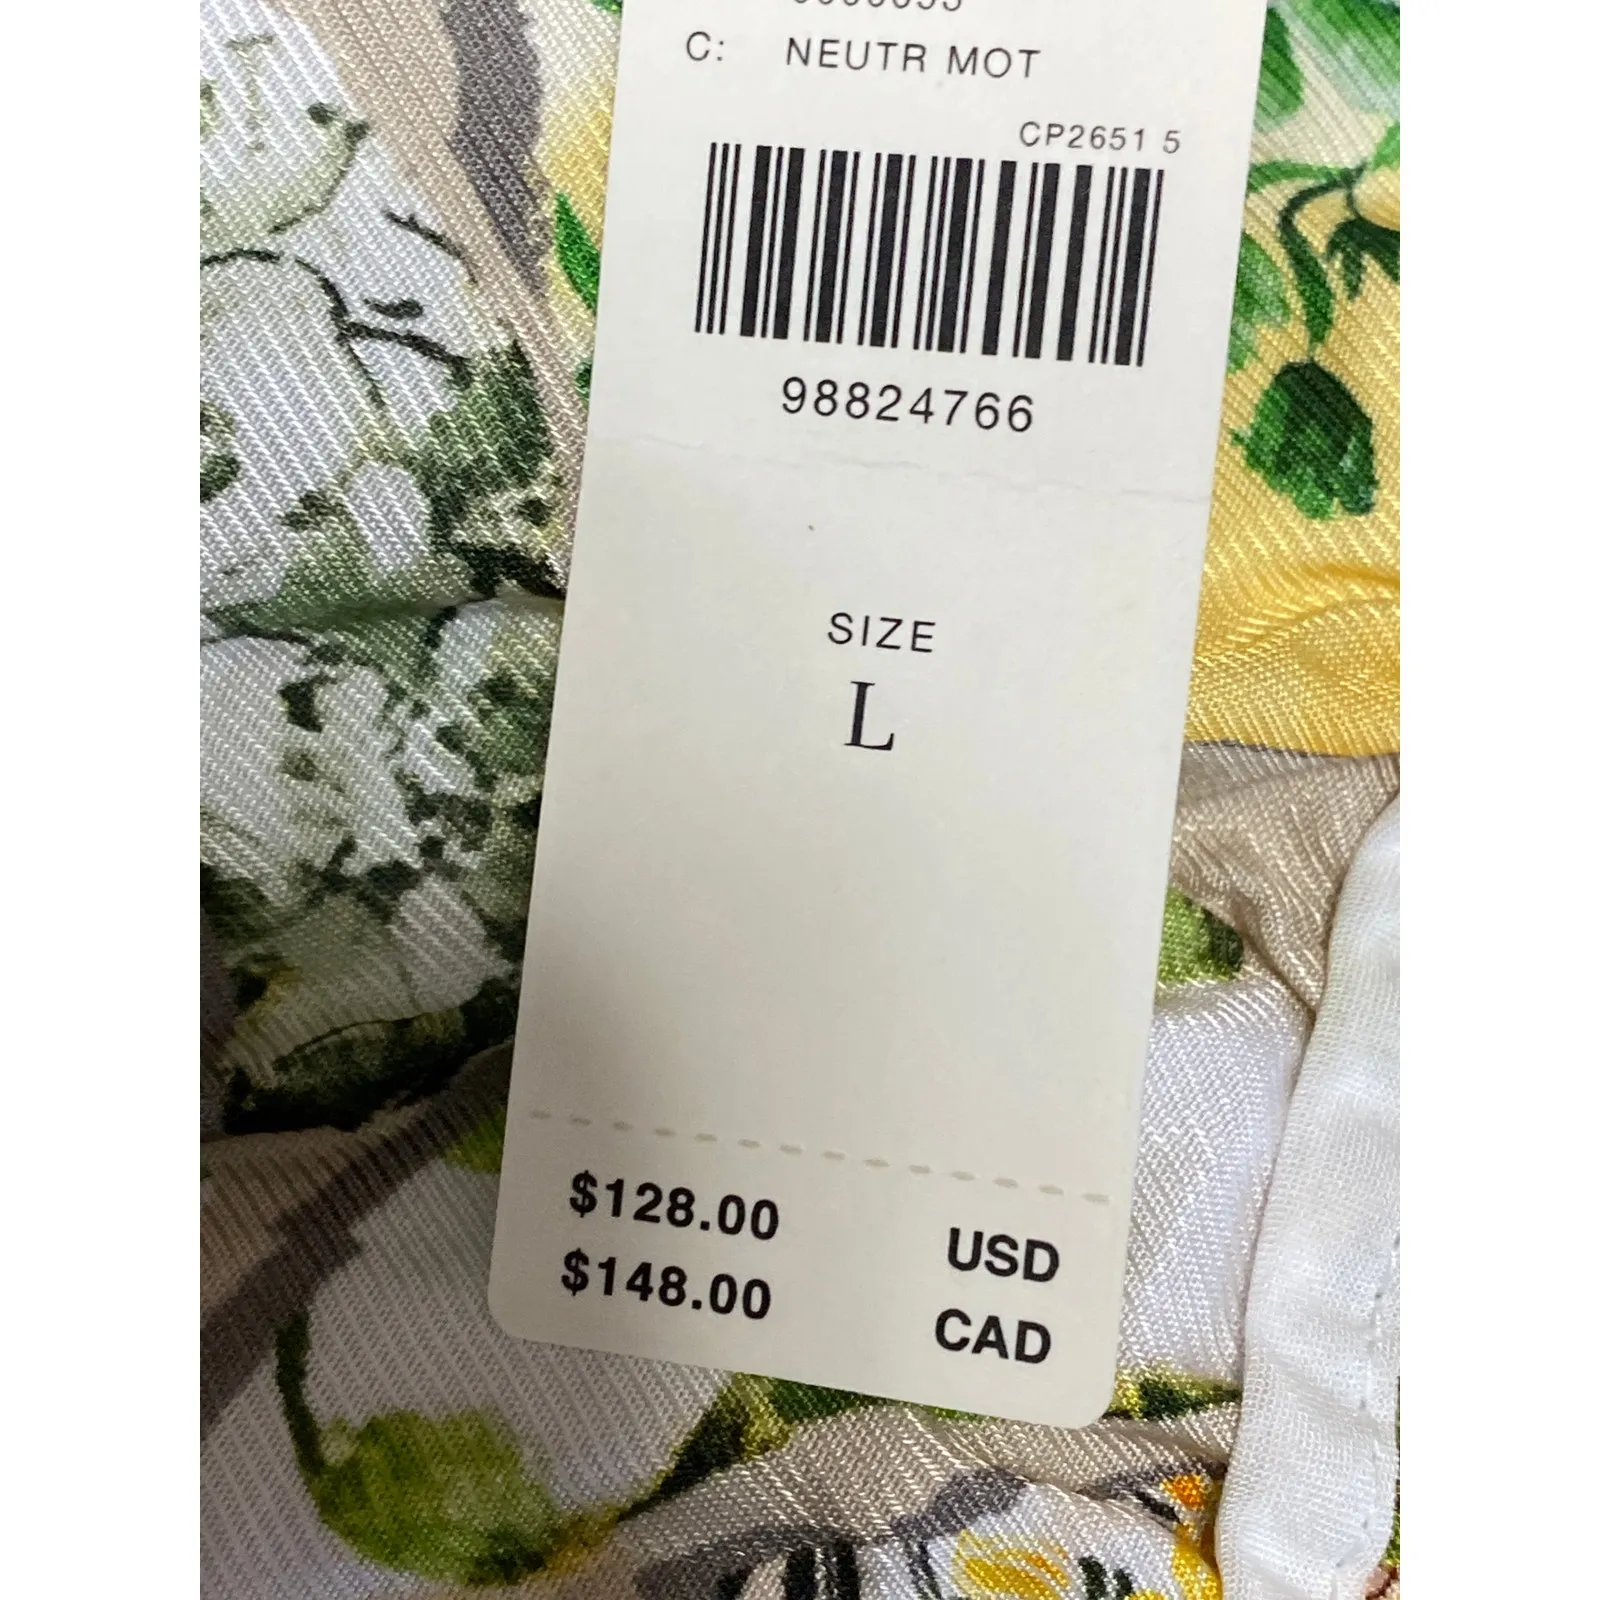 C: NEUTR MOT
CP2651 5
98824766
SIZE
L
$128.00 USD
$148.00 CAD